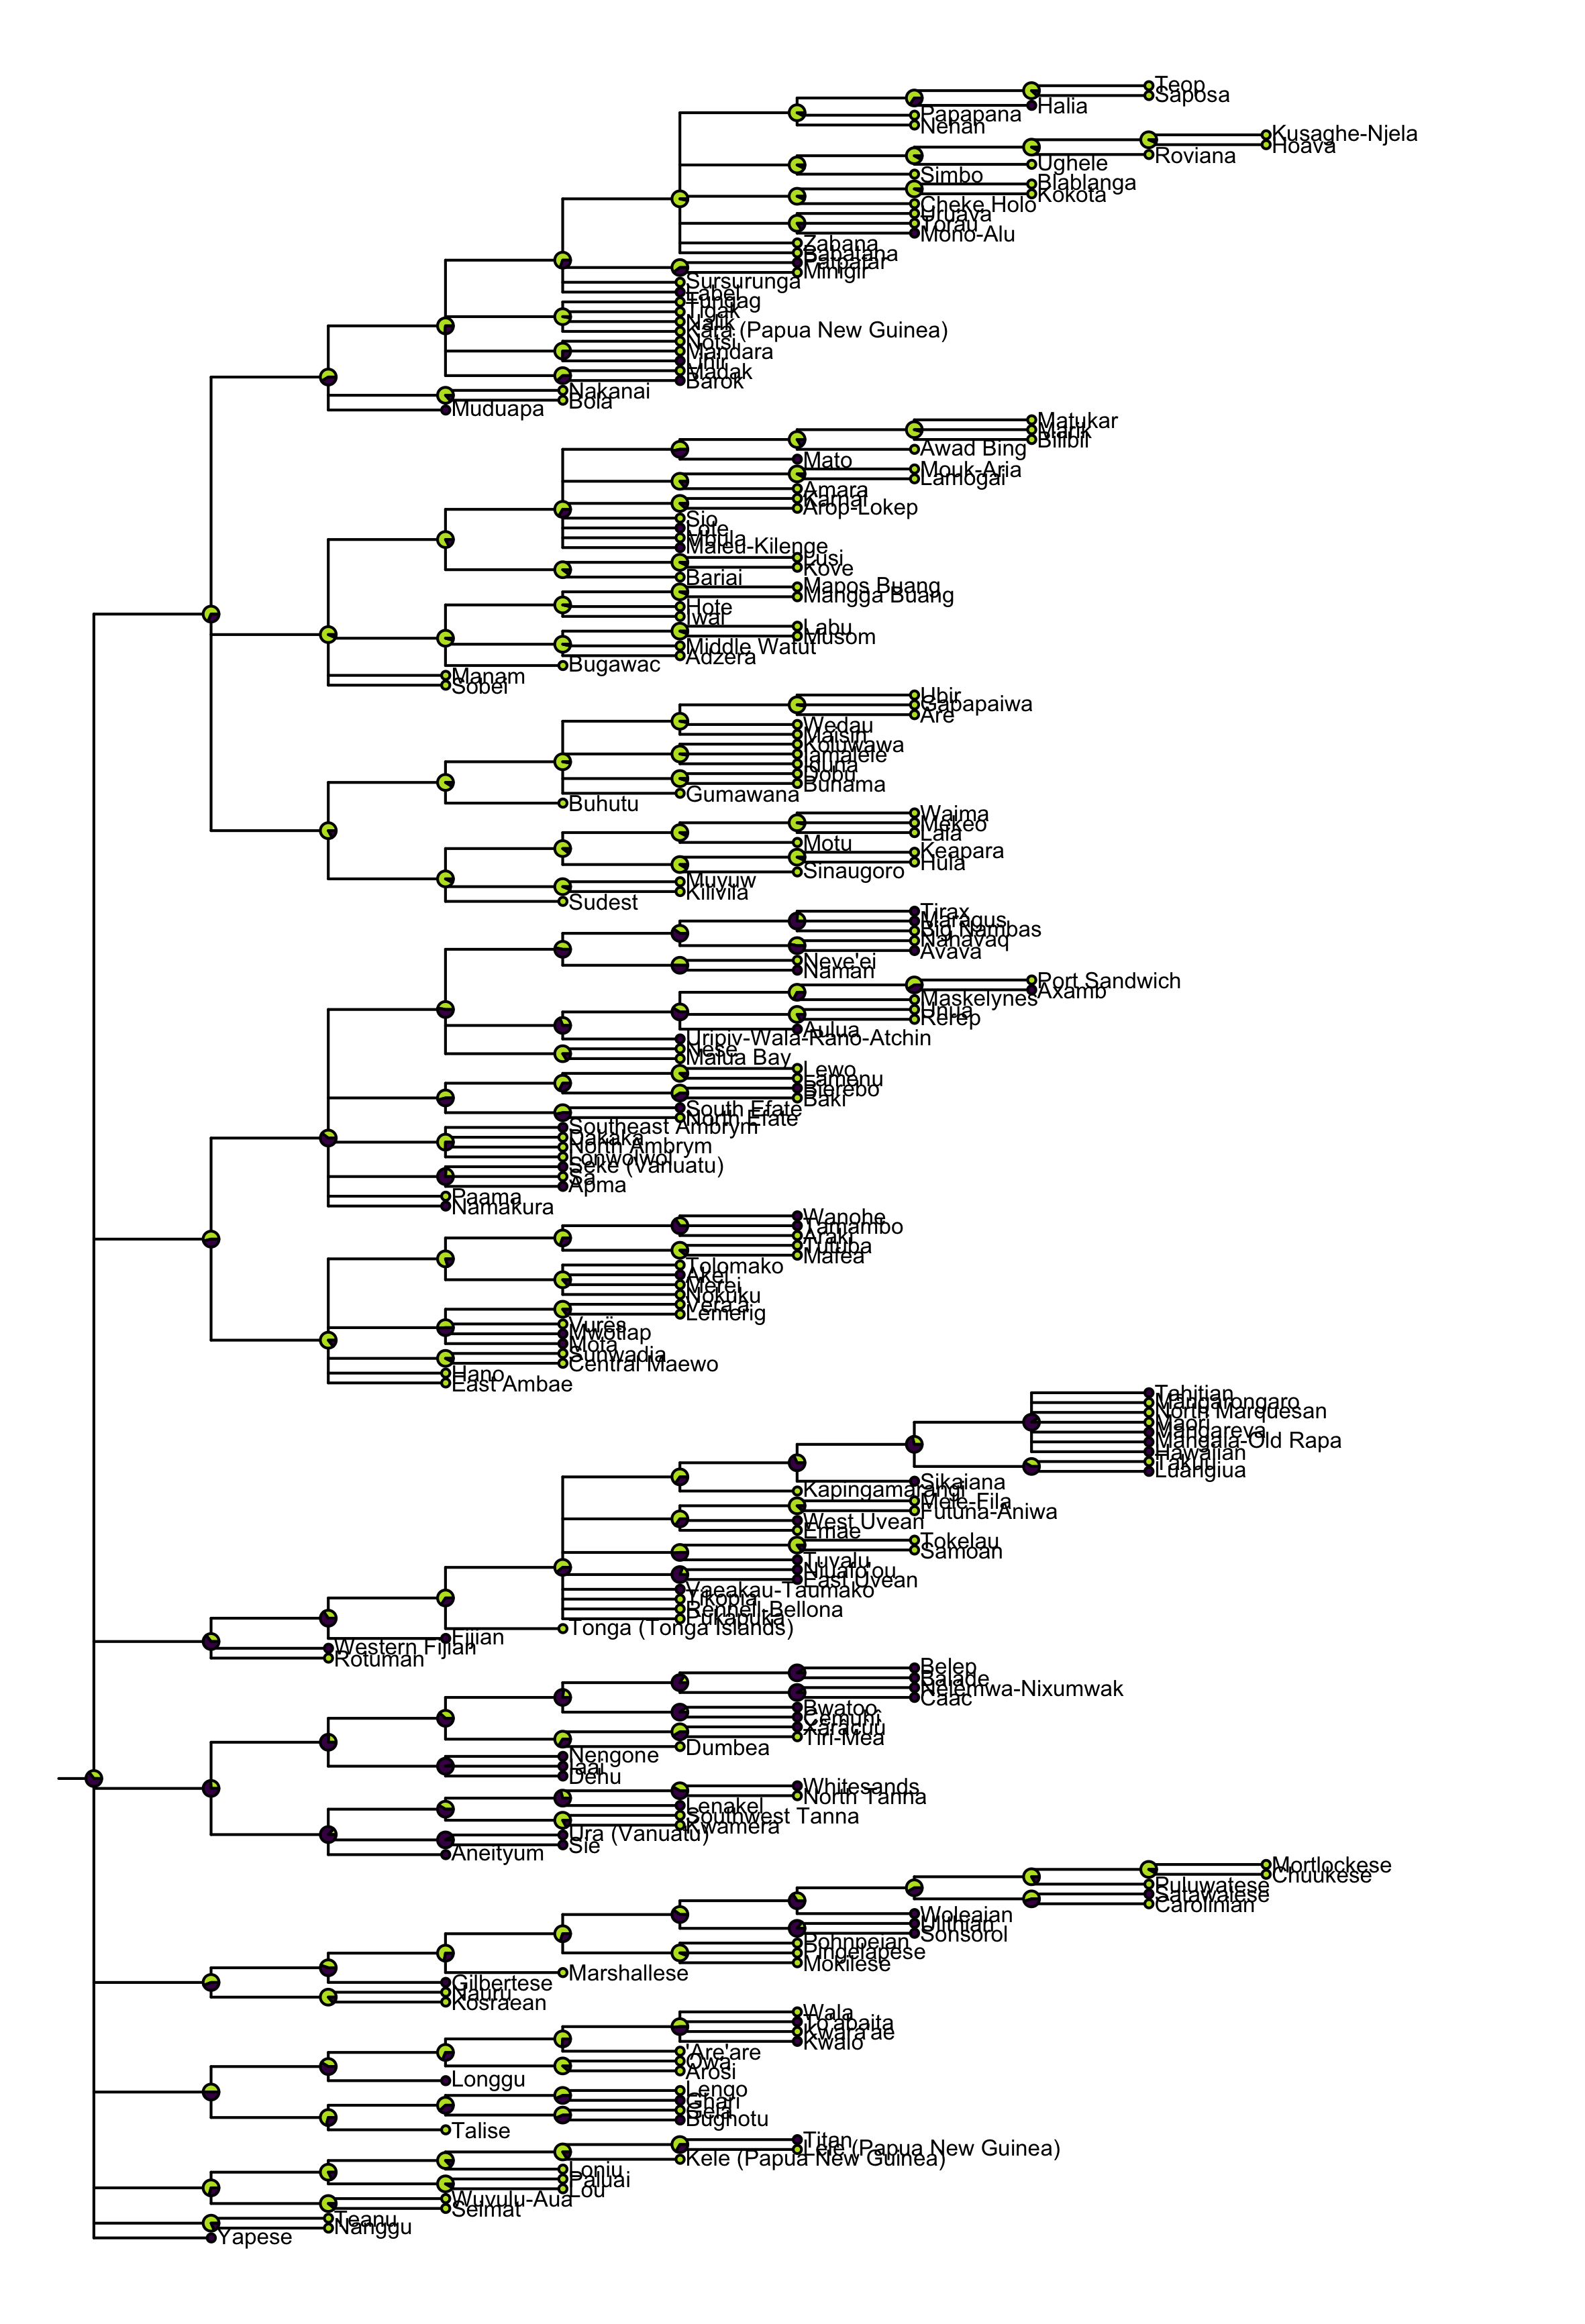 Teop
Saposa
Halia
Papapana
Nehan
Kusaghe-Njela
Hoava
Roviana
Ughele
Simbo
Blablanga
Kokota
Cheke Holo
Uruava
Torau
Mono-Alu
Zabana
Babatana
Patpatar
Minigir
Sursurunga
Label
Tungag
Tigak
Nalik
Kara (Papua New Guinea)
Notsi
Mandara
Lihir
Madak
Barok
Nakanai
Bola
Muduapa
Matukar
Marik
Bilibil
Awad Bing
Mato
Mouk-Aria
Lamogai
Amara
Karnai
Arop-Lokep
Sio
Lote
Mbula
Maleu-Kilenge
Lusi
Kove
Bariai
Mapos Buang
Mangga Buang
Hote
Iwal
Labu
Musom
Middle Watut
Adzera
Bugawac
Manam
Sobei
Ubir
Gapapaiwa
Are
Wedau
Maisin
Koluwawa
Iamalele
Iduna
Dobu
Bunama
Gumawana
Buhutu
Waima
Mekeo
Lala
Motu
Keapara
Hula
Sinaugoro
Muyuw
Kilivila
Sudest
Tirax
Maragus
Big Nambas
Nahavaq
Avava
Neve'ei
Naman
Port Sandwich
Axamb
Maskelynes
Unua
Rerep
Aulua
Uripiv-Wala-Rano-Atchin
Nese
Malua Bay
Lewo
Lamenu
Bierebo
Baki
South Efate
North Efate
Southeast Ambrym
Dakaka
North Ambrym
Lonwolwol
Seke (Vanuatu)
Sa
Apma
Paama
Namakura
Wanohe
Tamambo
Araki
Tutuba
Mafea
Tolomako
Akei
Merei
Nokuku
Vera'a
Lemerig
Vurës
Mwotlap
Mota
Sunwadia
Central Maewo
Hano
East Ambae
Tahitian
Mangarongaro
North Marquesan
Maori
Mangareva
Mangaia-Old Rapa
Hawaiian
Takuu
Luangiua
Sikaiana
Kapingamarangi
Mele-Fila
Futuna-Aniwa
West Uvean
Emae
Tokelau
Samoan
Tuvalu
Niuafo'ou
East Uvean
Vaeakau-Taumako
Tikopia
Rennell-Bellona
Pukapuka
Tonga (Tonga Islands)
Fijian
Western Fijian
Rotuman
Belep
Balade
Nelemwa-Nixumwak
Caac
Bwatoo
Cemuhî
Xârâcùù
Tiri-Mea
Dumbea
Nengone
Iaai
Dehu
Whitesands
North Tanna
Lenakel
Southwest Tanna
Kwamera
Ura (Vanuatu)
Sie
Aneityum
Mortlockese
Chuukese
Puluwatese
Satawalese
Carolinian
Woleaian
Ulithian
Sonsorol
Pohnpeian
Pingelapese
Mokilese
Marshallese
Gilbertese
Nauru
Kosraean
Wala
To'abaita
Kwara'ae
Kwaio
'Are'are
Owa
Arosi
Longgu
Lengo
Ghari
Gela
Bughotu
Talise
Titan
Lele (Papua New Guinea)
Kele (Papua New Guinea)
Loniu
Paluai
Lou
Wuvulu-Aua
Seimat
Teanu
Nanggu
Yapese